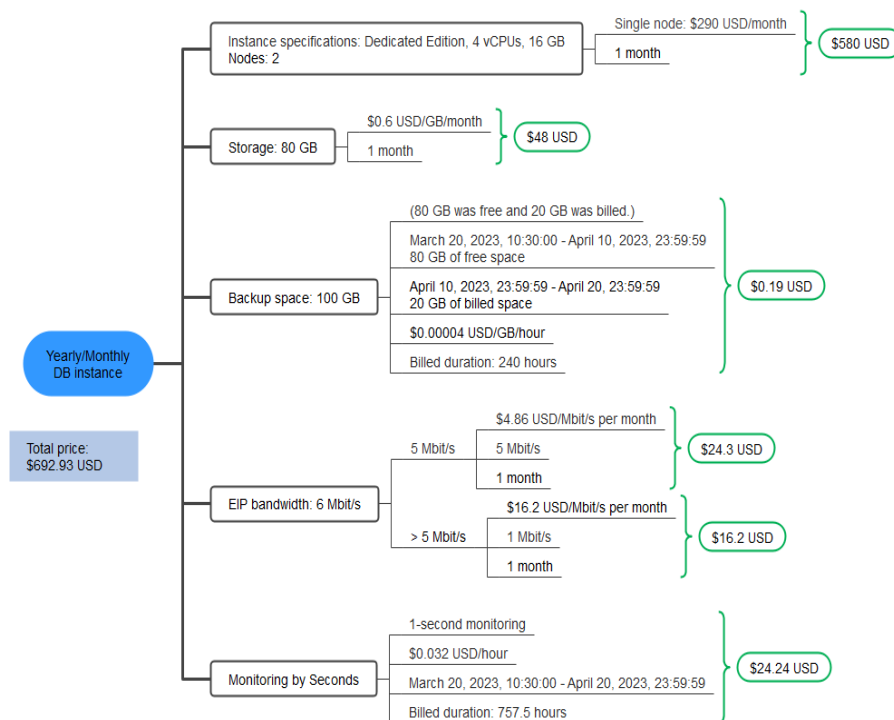 Single node: $290 USD/month
Instance specifications: Dedicated Edition, 4 vCPUs, 16 GB
Nodes: 2
1 month
$580 USD
$0.6 USD/GB/month
Storage: 80 GB
1 month
$48 USD
(80 GB was free and 20 GB was billed.)
March 20, 2023, 10:30:00 - April 10, 2023, 23:59:59
80 GB of free space
Backup space: 100 GB
April 10, 2023, 23:59:59 - April 20, 23:59:59
20 GB of billed space
$0.19 USD
$0.00004 USD/GB/hour
Billed duration: 240 hours
Yearly/Monthly
DB instance
Total price:
$692.93 USD
EIP bandwidth: 6 Mbit/s
5 Mbit/s
$4.86 USD/Mbit/s per month
5 Mbit/s
1 month
$24.3 USD
> 5 Mbit/s
$16.2 USD/Mbit/s per month
1 Mbit/s
1 month
$16.2 USD
Monitoring by Seconds
1-second monitoring
$0.032 USD/hour
March 20, 2023, 10:30:00 - April 20, 2023, 23:59:59
Billed duration: 757.5 hours
$24.24 USD